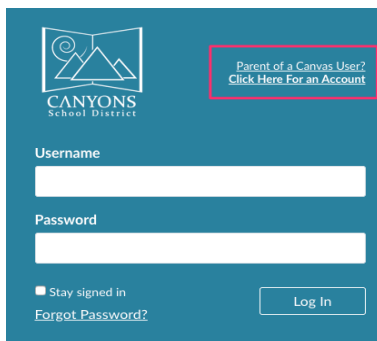 CANYONS
School District
Parent of a Canvas User?
Click Here For an Account
Username
Password
Stay signed in
Forgot Password?
Log In